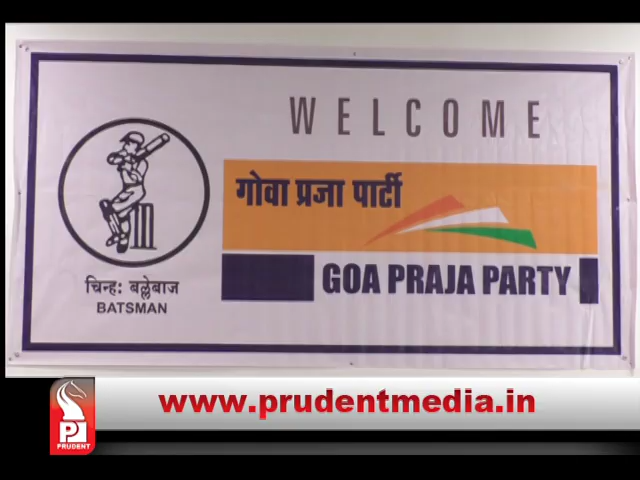 WELCOME
गोवा प्रजा पार्टी
GOA PRAJA PARTY
चिन्ह: बल्लेबाज
BATSMAN
www.prudentmedia.in
P
PRUDENT